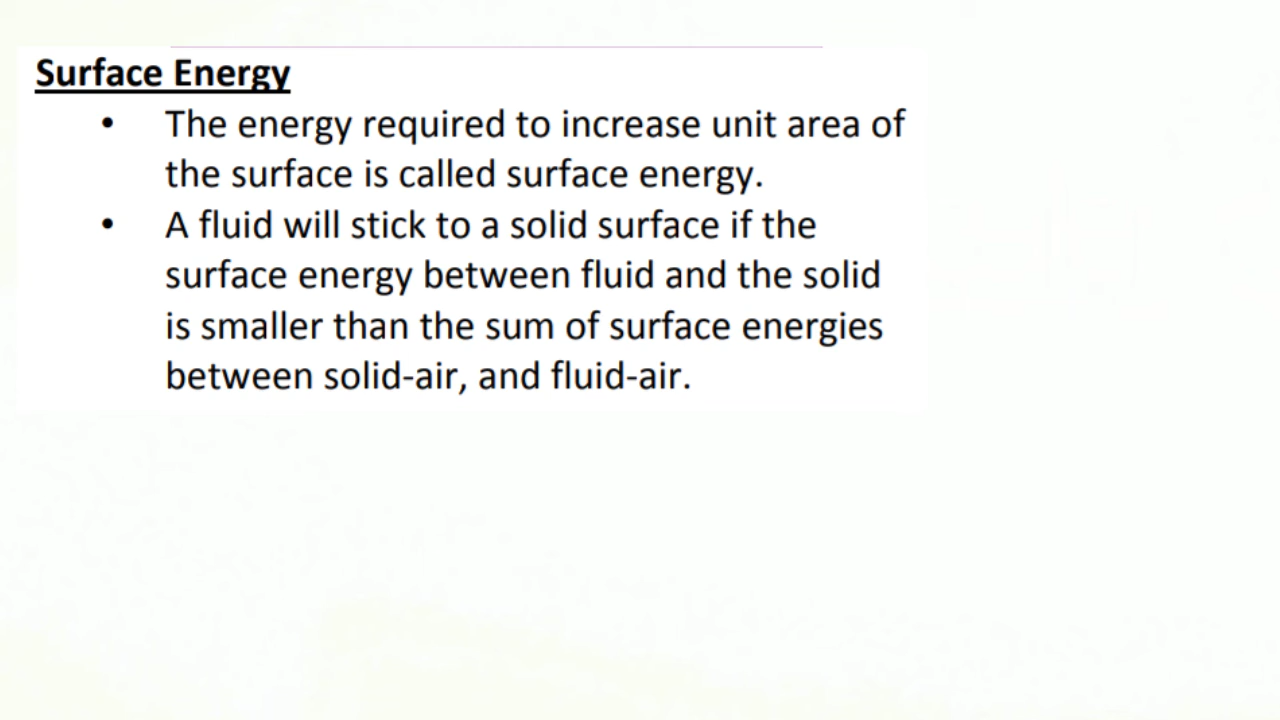 Surface Energy
• The energy required to increase unit area of
the surface is called surface energy.
• A fluid will stick to a solid surface if the
surface energy between fluid and the solid
is smaller than the sum of surface energies
between solid-air, and fluid-air.